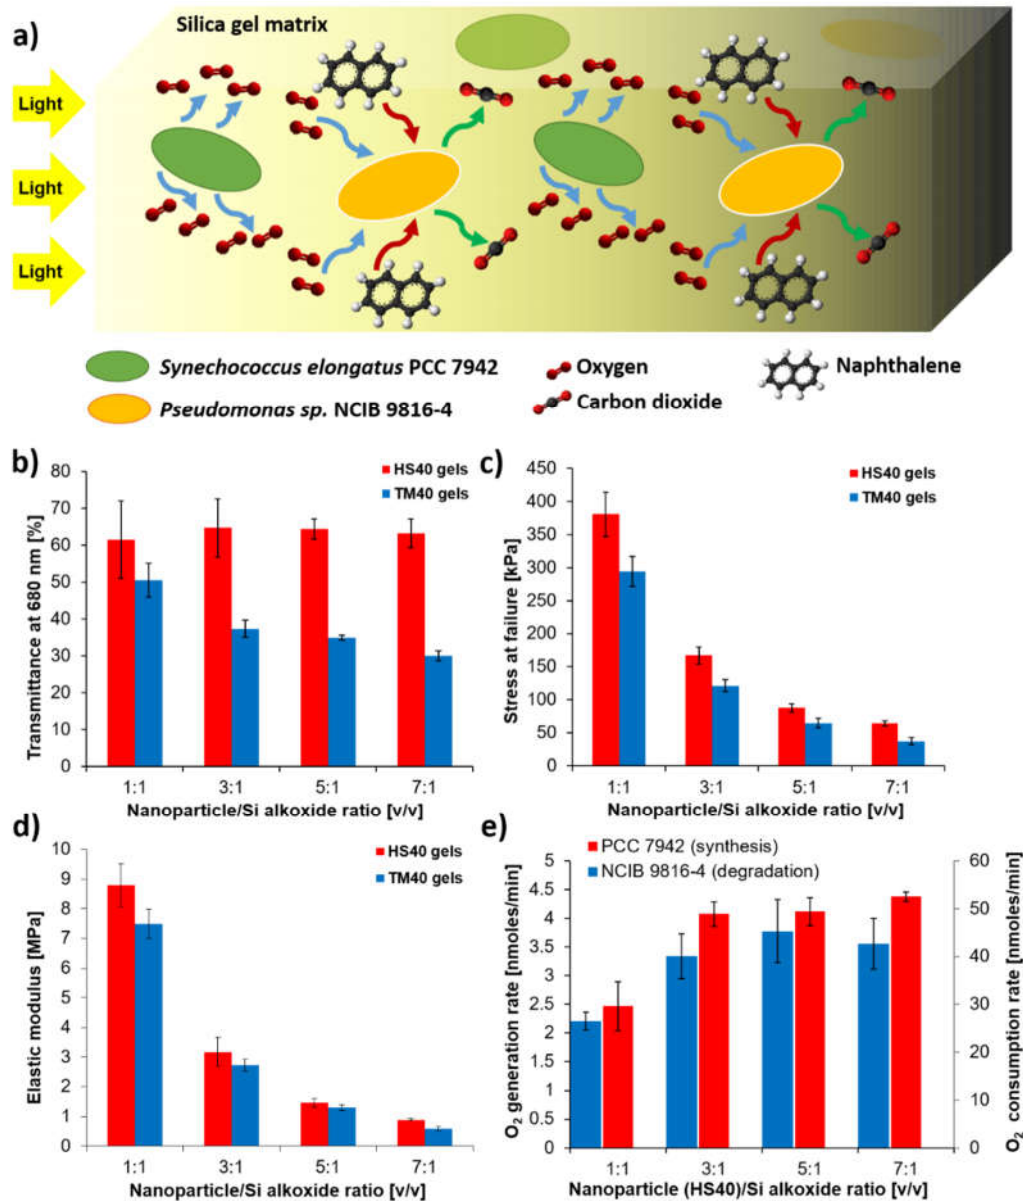 a)
Silica gel matrix
Light
Light
Light
Synechococcus elongatus PCC 7942
Oxygen
Naphthalene
Pseudomonas sp. NCIB 9816-4
Carbon dioxide
b)
HS40 gels
TM40 gels
Transmittance at 680 nm [%]
80
70
60
50
40
30
20
10
0
1:1
3:1
5:1
7:1
Nanoparticle/Si alkoxide ratio [v/v]
c)
HS40 gels
TM40 gels
Stress at failure [kPa]
450
400
350
300
250
200
150
100
50
0
1:1
3:1
5:1
7:1
Nanoparticle/Si alkoxide ratio [v/v]
d)
HS40 gels
TM40 gels
Elastic modulus [MPa]
10
9
8
7
6
5
4
3
2
1
0
1:1
3:1
5:1
7:1
Nanoparticle/Si alkoxide ratio [v/v]
e)
PCC 7942 (synthesis)
NCIB 9816-4 (degradation)
O₂ generation rate [nmoles/min]
5
4.5
4
3.5
3
2.5
2
1.5
1
0.5
0
O₂ consumption rate [nmoles/min]
60
50
40
30
20
10
0
1:1
3:1
5:1
7:1
Nanoparticle (HS40)/Si alkoxide ratio [v/v]